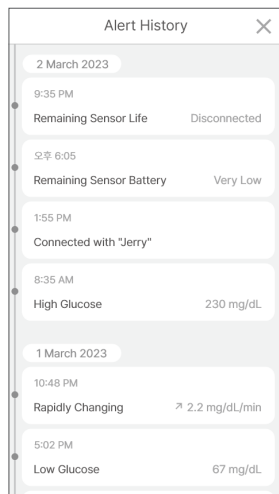 Alert History
2 March 2023
9:35 PM
Remaining Sensor Life Disconnected
오후 6:05
Remaining Sensor Battery Very Low
1:55 PM
Connected with "Jerry"
8:35 AM
High Glucose 230 mg/dL
1 March 2023
10:48 PM
Rapidly Changing ↗ 2.2 mg/dL/min
5:02 PM
Low Glucose 67 mg/dL